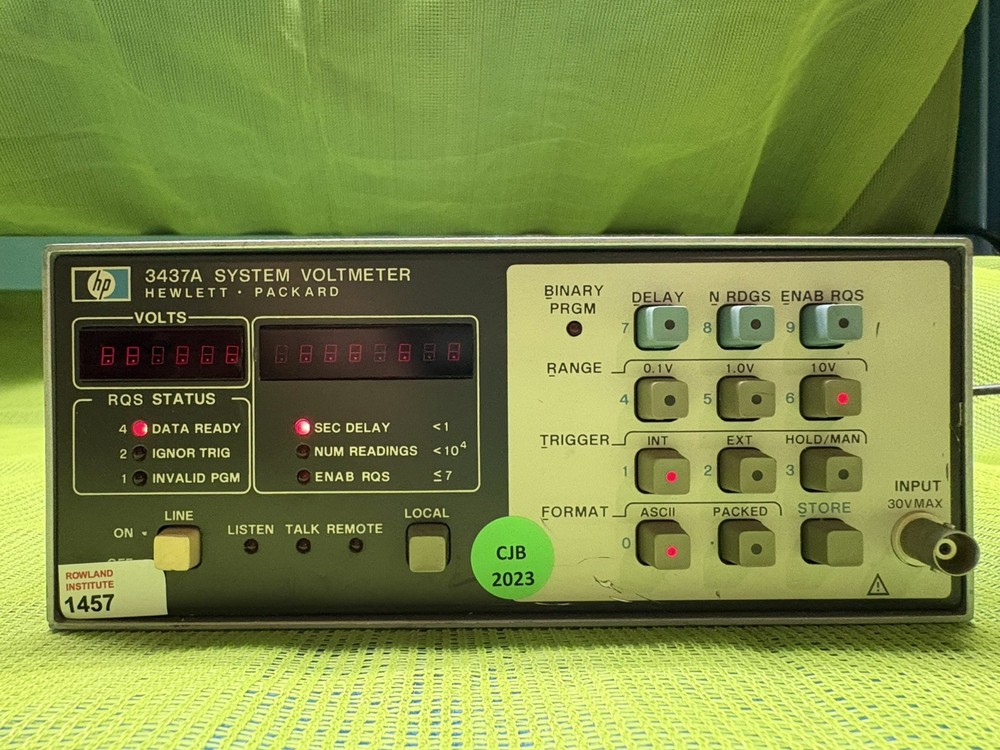 hp
3437A SYSTEM VOLTMETER
HEWLETT · PACKARD
VOLTS
RQS STATUS
4 DATA READY
2 IGNOR TRIG
1 INVALID PGM
SEC DELAY <1
NUM READINGS <10⁴
ENAB RQS ≤7
LINE
ON
LISTEN TALK REMOTE
LOCAL
ROWLAND
INSTITUTE
1457
CJB
2023
BINARY
PRGM
DELAY N RDGS ENAB RQS
7 8 9
RANGE 0.1V 1.0V 10V
4 5 6
TRIGGER INT EXT HOLD/MAN
1 2 3
FORMAT ASCII PACKED STORE
0 .
INPUT
30V MAX